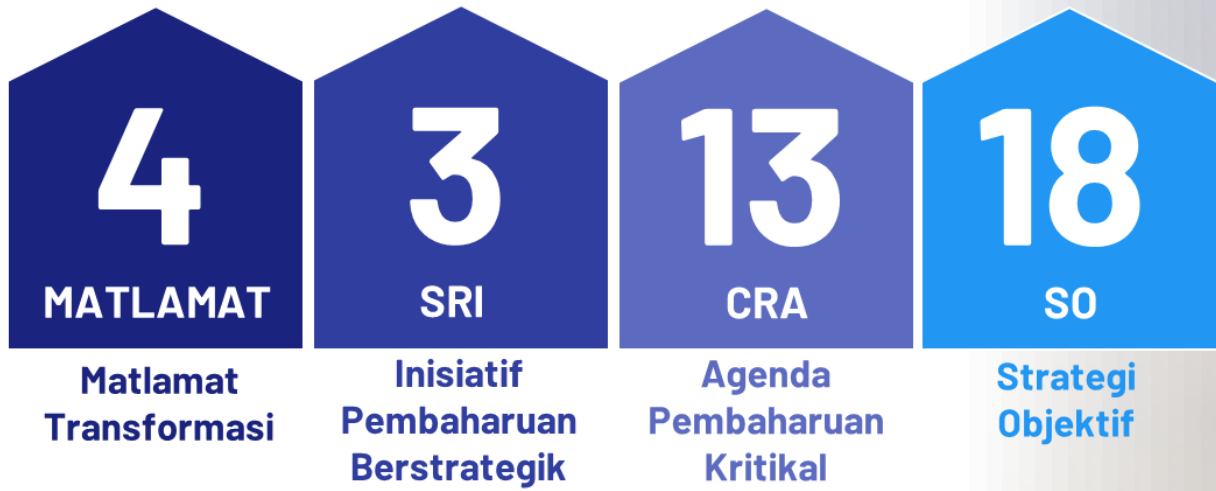 4
MATLAMAT
Matlamat
Transformasi
3
SRI
Inisiatif
Pembaharuan
Berstrategik
13
CRA
Agenda
Pembaharuan
Kritikal
18
SO
Strategi
Objektif